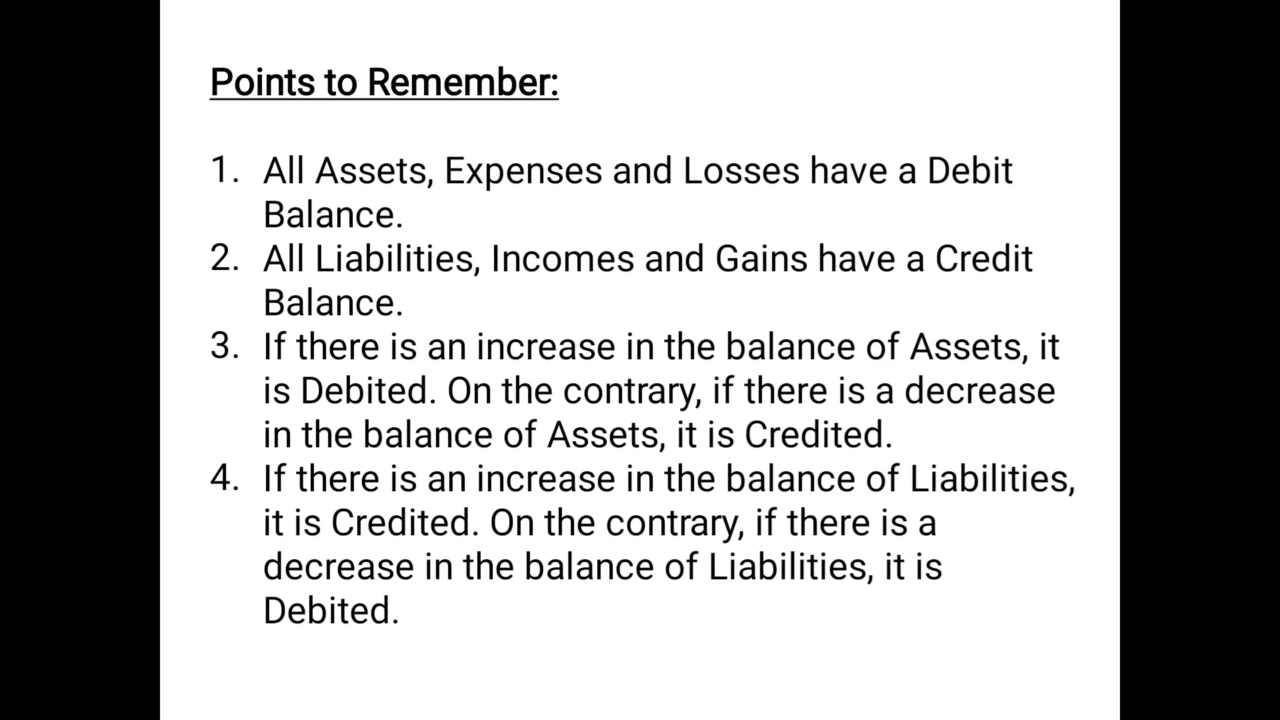 Points to Remember:
1. All Assets, Expenses and Losses have a Debit
Balance.
2. All Liabilities, Incomes and Gains have a Credit
Balance.
3. If there is an increase in the balance of Assets, it
is Debited. On the contrary, if there is a decrease
in the balance of Assets, it is Credited.
4. If there is an increase in the balance of Liabilities,
it is Credited. On the contrary, if there is a
decrease in the balance of Liabilities, it is
Debited.